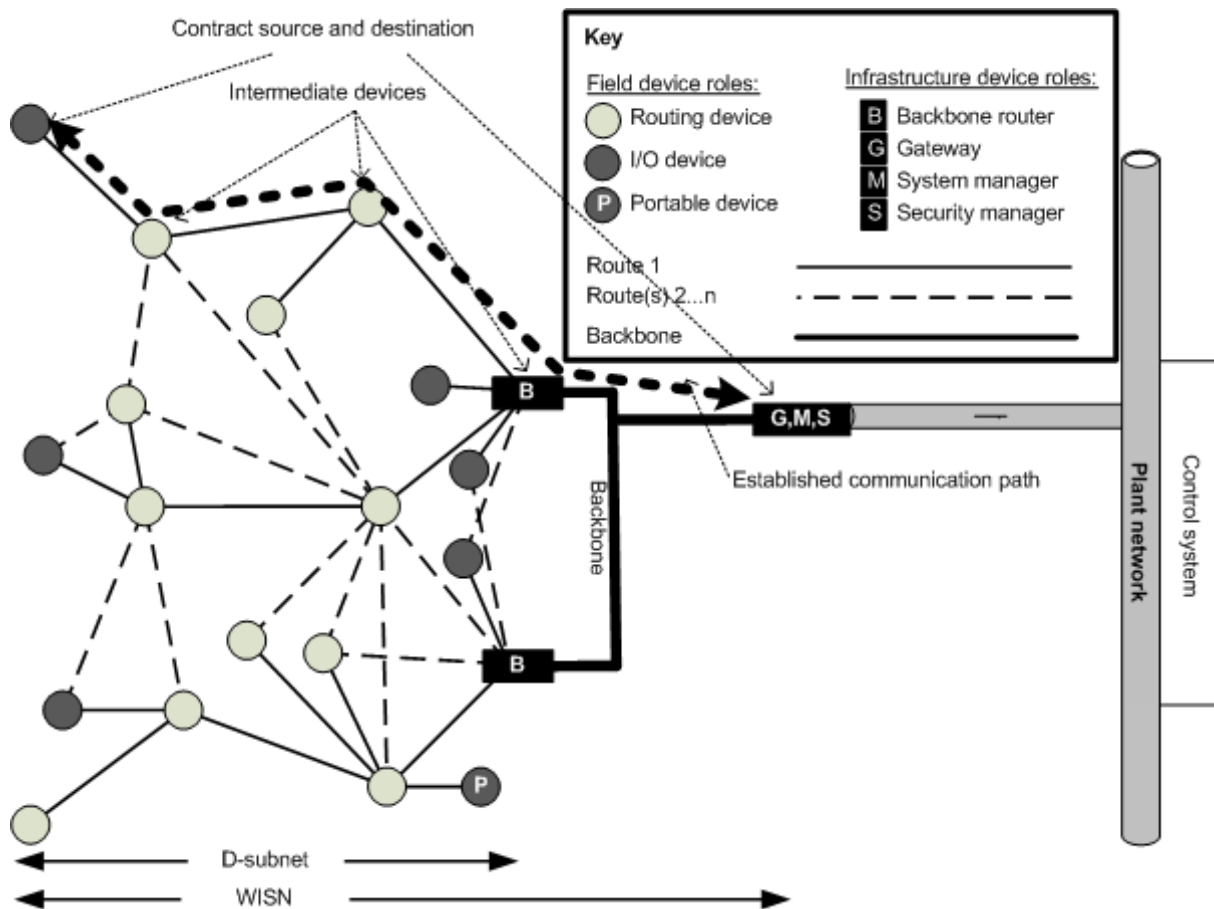 Contract source and destination
Intermediate devices
Key
Field device roles:
Routing device
I/O device
P Portable device
Infrastructure device roles:
B Backbone router
G Gateway
M System manager
S Security manager
Route 1
Route(s) 2...n
Backbone
B
G,M,S
Established communication path
Backbone
Plant network
Control system
B
P
D-subnet
WISN